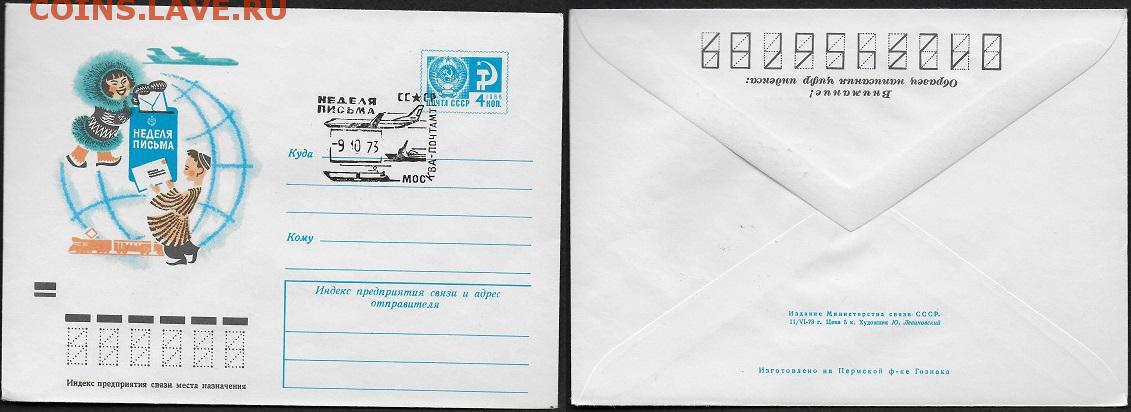 COINS.LAVE.RU
ПОЧТА СССР
1966
4 КОП.
НЕДЕЛЯ
ПИСЬМА
СССР
-9 10 73
МОСКВА-ПОЧТАМТ
НЕДЕЛЯ
ПИСЬМА
Куда
Кому
Индекс предприятия связи и адрес
отправителя
Индекс предприятия связи места назначения
Внимание!
Образец написания цифр индекса:
0123456789
Издание Министерства связи СССР.
11/VI-73 г. Цена 5 к. Художник Ю. Левиновский
Изготовлено на Пермской ф-ке Гознака